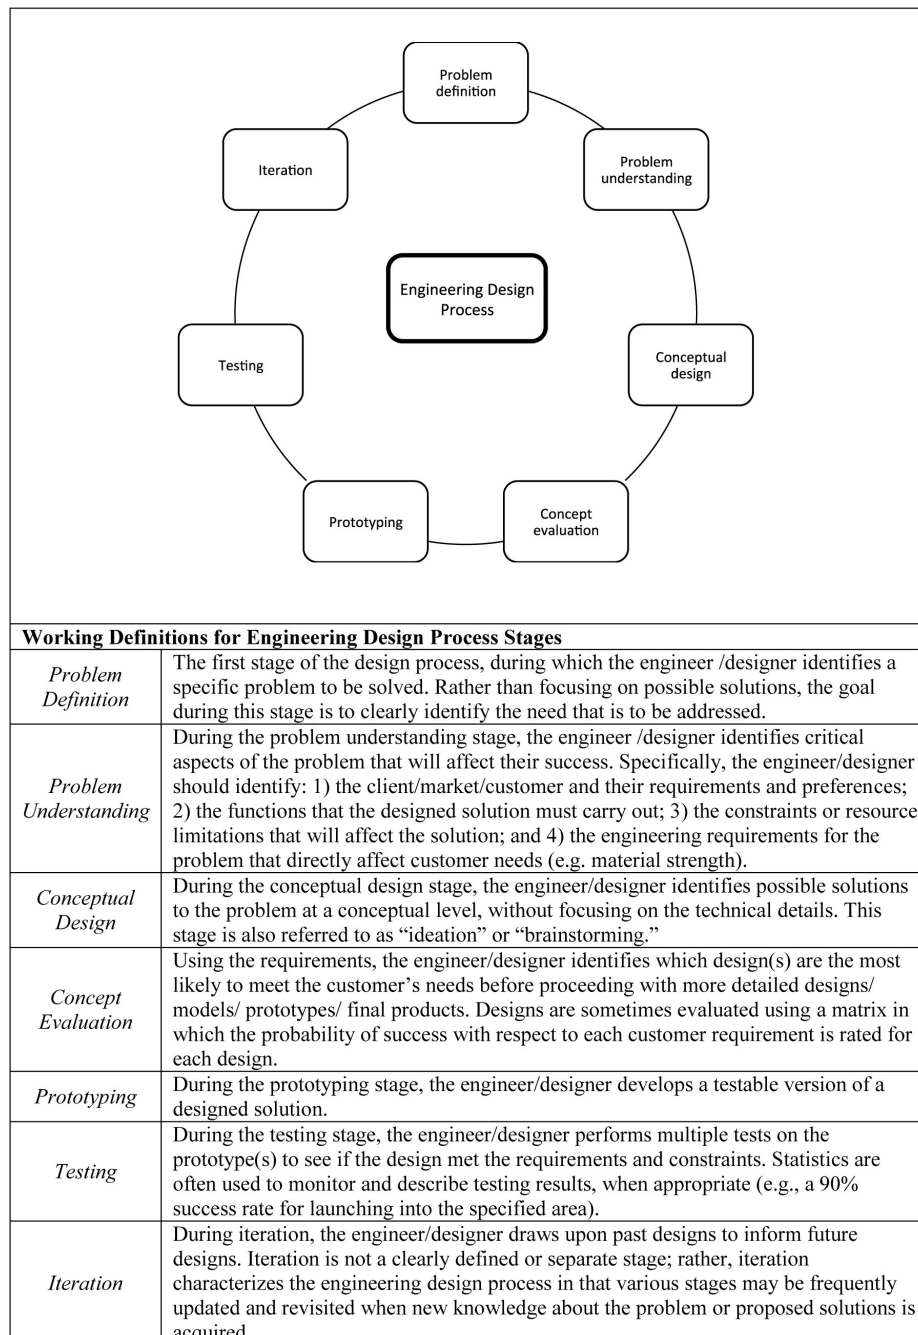 Problem
definition
Iteration
Problem
understanding
Engineering Design
Process
Testing
Conceptual
design
Prototyping
Concept
evaluation
Working Definitions for Engineering Design Process Stages
Problem
Definition
The first stage of the design process, during which the engineer /designer identifies a
specific problem to be solved. Rather than focusing on possible solutions, the goal
during this stage is to clearly identify the need that is to be addressed.
Problem
Understanding
During the problem understanding stage, the engineer /designer identifies critical
aspects of the problem that will affect their success. Specifically, the engineer/designer
should identify: 1) the client/market/customer and their requirements and preferences;
2) the functions that the designed solution must carry out; 3) the constraints or resource
limitations that will affect the solution; and 4) the engineering requirements for the
problem that directly affect customer needs (e.g. material strength).
Conceptual
Design
During the conceptual design stage, the engineer/designer identifies possible solutions
to the problem at a conceptual level, without focusing on the technical details. This
stage is also referred to as “ideation” or “brainstorming.”
Concept
Evaluation
Using the requirements, the engineer/designer identifies which design(s) are the most
likely to meet the customer’s needs before proceeding with more detailed designs/
models/ prototypes/ final products. Designs are sometimes evaluated using a matrix in
which the probability of success with respect to each customer requirement is rated for
each design.
Prototyping
During the prototyping stage, the engineer/designer develops a testable version of a
designed solution.
Testing
During the testing stage, the engineer/designer performs multiple tests on the
prototype(s) to see if the design met the requirements and constraints. Statistics are
often used to monitor and describe testing results, when appropriate (e.g., a 90%
success rate for launching into the specified area).
Iteration
During iteration, the engineer/designer draws upon past designs to inform future
designs. Iteration is not a clearly defined or separate stage; rather, iteration
characterizes the engineering design process in that various stages may be frequently
updated and revisited when new knowledge about the problem or proposed solutions is
acquired